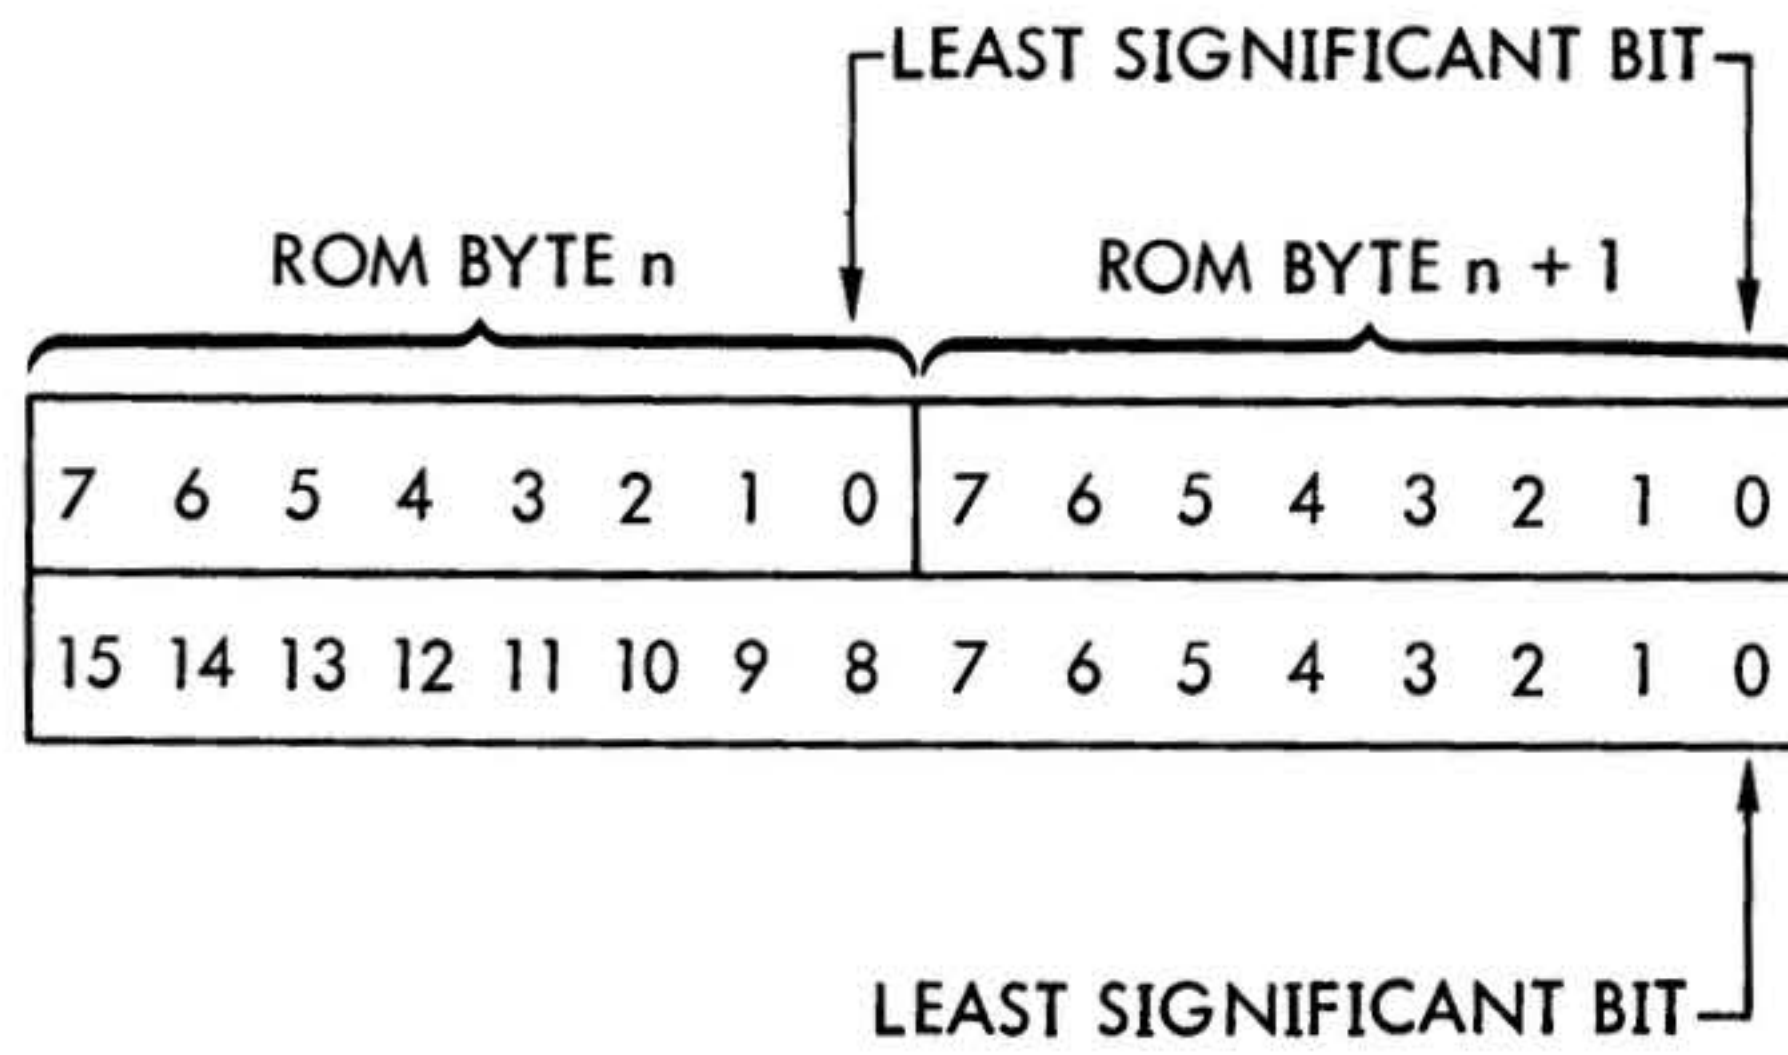 LEAST SIGNIFICANT BIT
ROM BYTE n ROM BYTE n + 1
7 6 5 4 3 2 1 0 7 6 5 4 3 2 1 0
15 14 13 12 11 10 9 8 7 6 5 4 3 2 1 0
LEAST SIGNIFICANT BIT